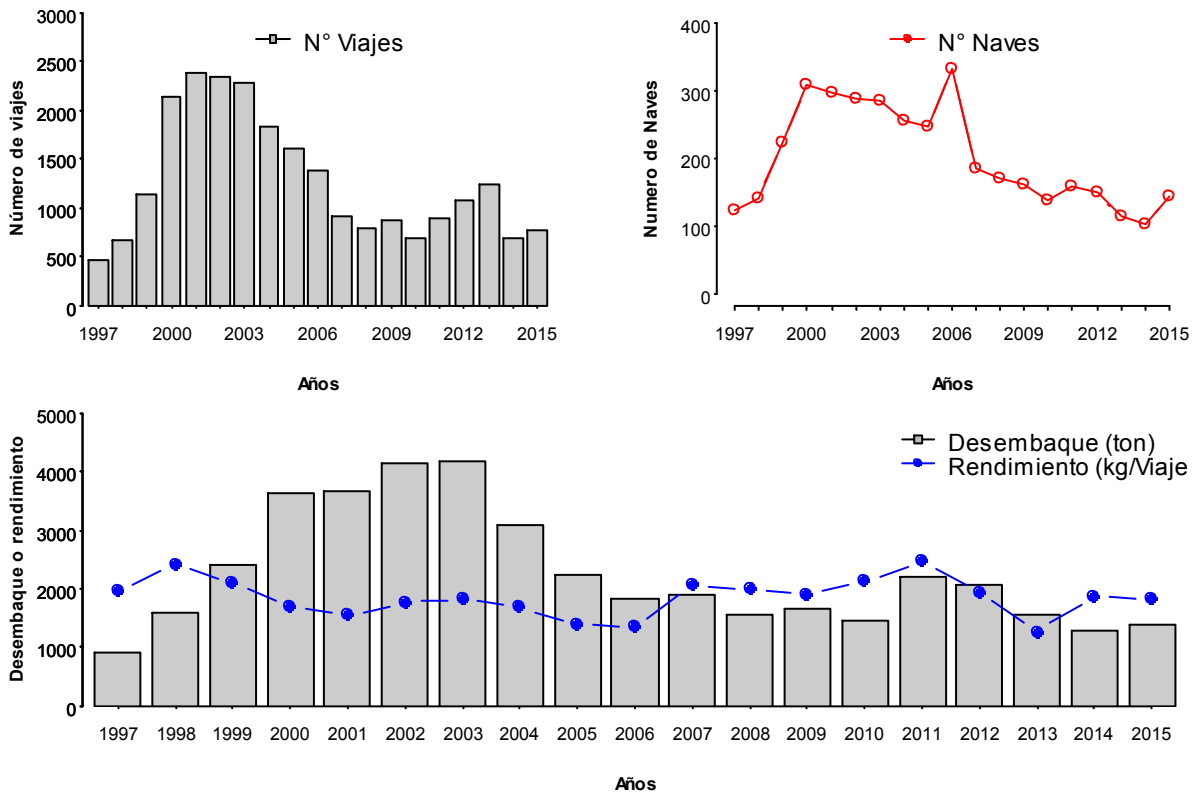 N° Viajes
Número de viajes
3000
2500
2000
1500
1000
500
0
1997 2000 2003 2006 2009 2012 2015
Años
N° Naves
Numero de Naves
400
300
200
100
0
1997 2000 2003 2006 2009 2012 2015
Años
Desembaque (ton)
Rendimiento (kg/Viaje
Desembaque o rendimiento
5000
4000
3000
2000
1000
0
1997 1998 1999 2000 2001 2002 2003 2004 2005 2006 2007 2008 2009 2010 2011 2012 2013 2014 2015
Años